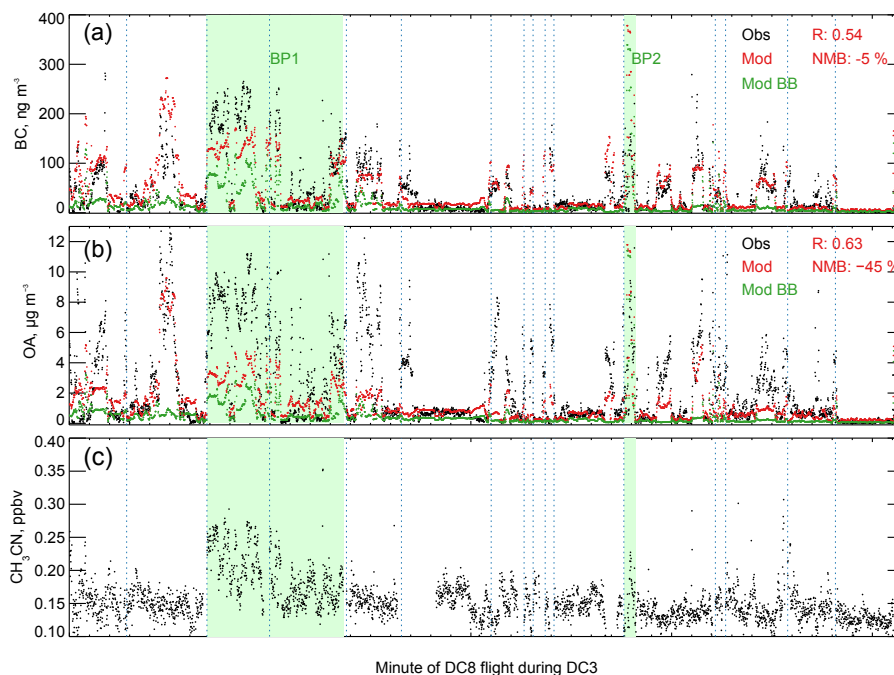 (a)
Obs R: 0.54
Mod NMB: -5 %
Mod BB
BP1
BP2
400
300
200
100
0
BC, ng m⁻³
(b)
Obs R: 0.63
Mod NMB: −45 %
Mod BB
12
10
8
6
4
2
0
OA, µg m⁻³
(c)
0.40
0.35
0.30
0.25
0.20
0.15
0.10
CH₃CN, ppbv
Minute of DC8 flight during DC3